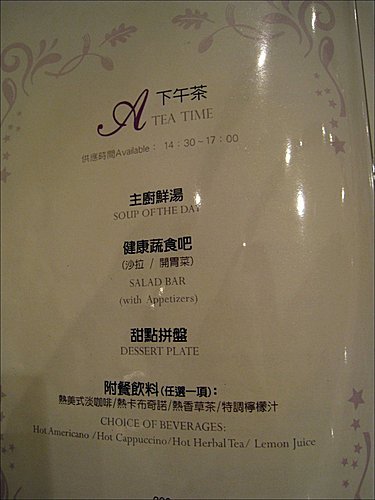 A 下午茶
TEA TIME
供應時間Available： 14：30－17：00
主廚鮮湯
SOUP OF THE DAY
健康蔬食吧
(沙拉 / 開胃菜)
SALAD BAR
(with Appetizers)
甜點拼盤
DESSERT PLATE
附餐飲料(任選一項)：
熱美式淡咖啡/熱卡布奇諾/熱香草茶/特調檸檬汁
CHOICE OF BEVERAGES:
Hot Americano /Hot Cappuccino/Hot Herbal Tea/ Lemon Juice